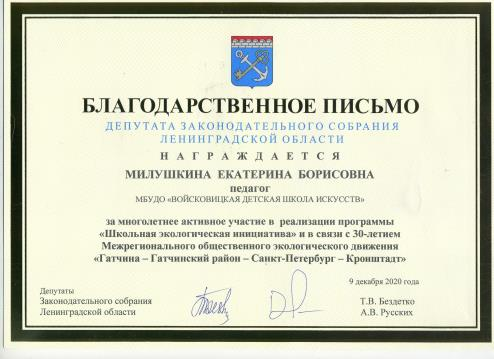 БЛАГОДАРСТВЕННОЕ ПИСЬМО
ДЕПУТАТА ЗАКОНОДАТЕЛЬНОГО СОБРАНИЯ
ЛЕНИНГРАДСКОЙ ОБЛАСТИ
НАГРАЖДАЕТСЯ
МИЛУШКИНА ЕКАТЕРИНА БОРИСОВНА
педагог
МБУДО «ВОЙСКОВИЦКАЯ ДЕТСКАЯ ШКОЛА ИСКУССТВ»
за многолетнее активное участие в реализации программы
«Школьная экологическая инициатива» и в связи с 30-летием
Межрегионального общественного экологического движения
«Гатчина – Гатчинский район – Санкт-Петербург – Кронштадт»
9 декабря 2020 года
Депутаты
Законодательного собрания
Ленинградской области
Т.В. Бездетко
А.В. Русских